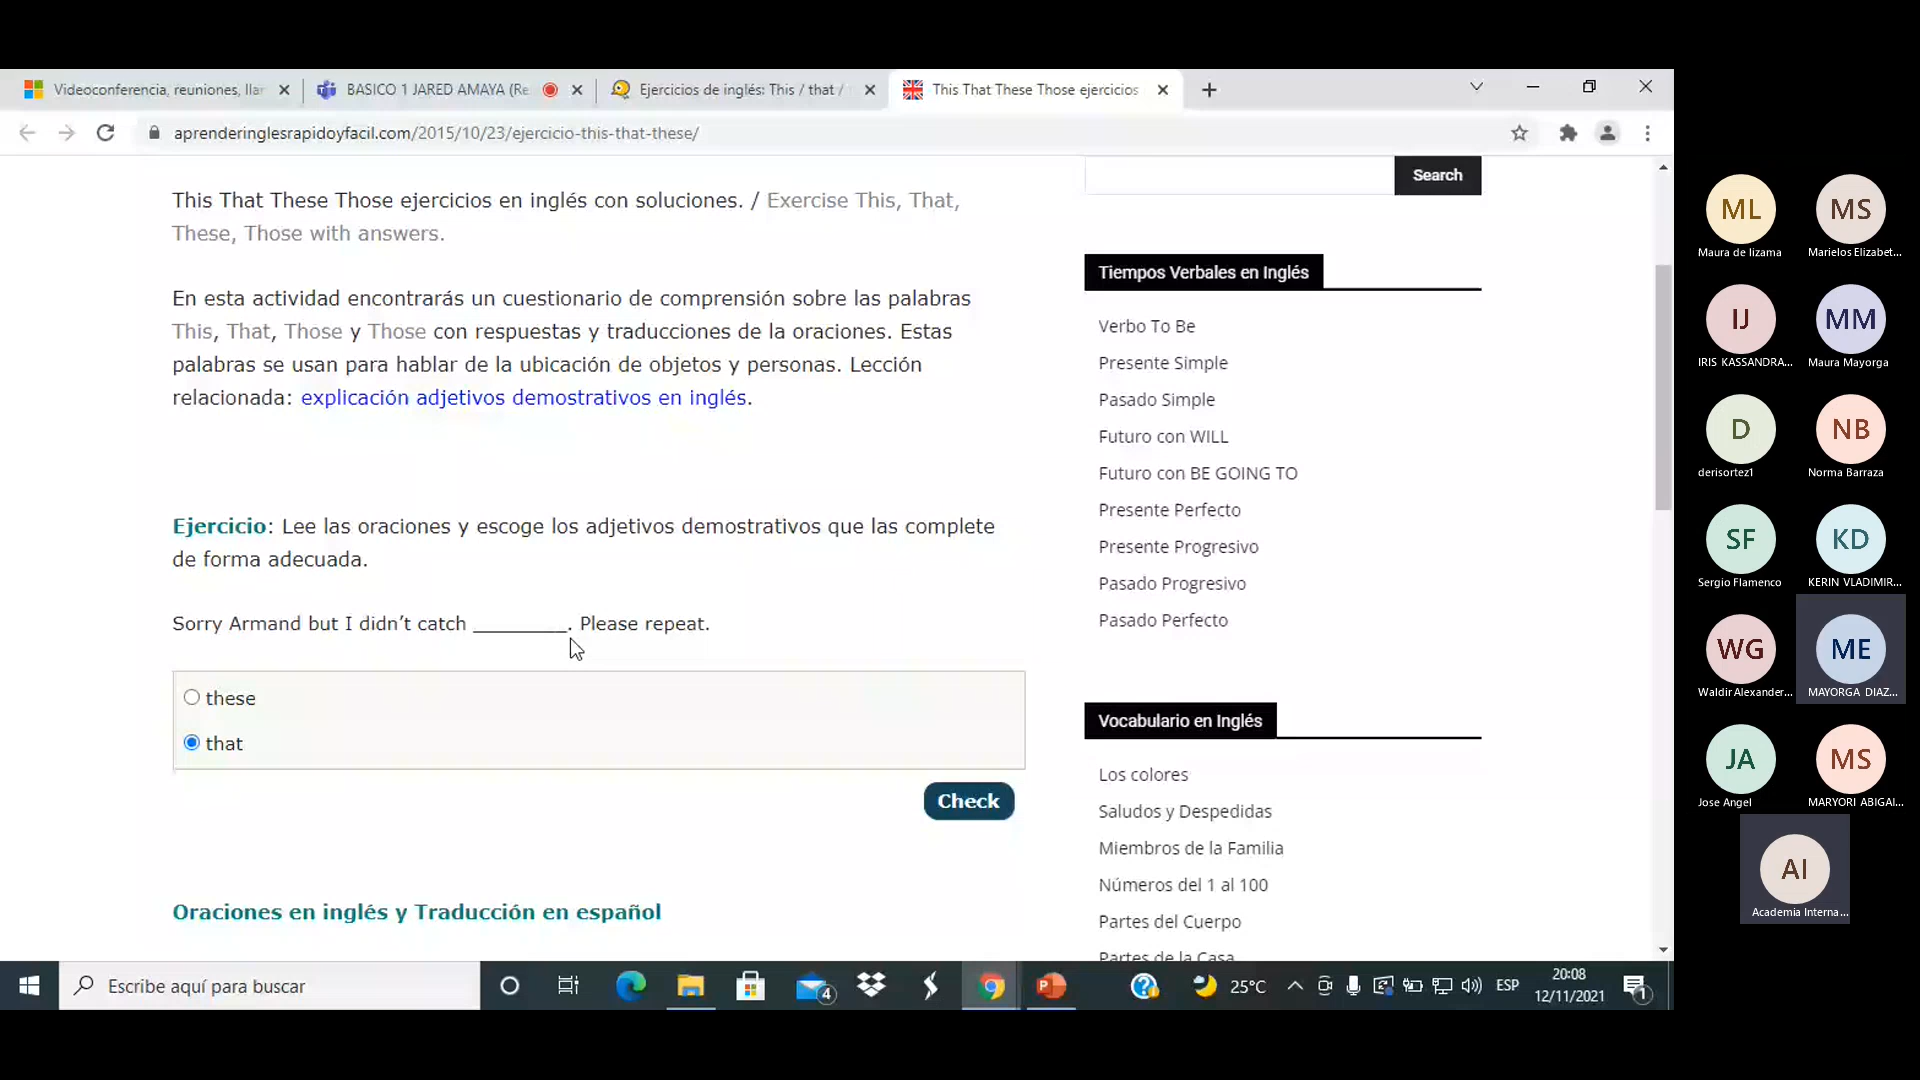 Videoconferencia, reuniones, llar
BASICO 1 JARED AMAYA (Re
Ejercicios de inglés: This / that /
This That These Those ejercicios
aprenderinglesrapidoyfacil.com/2015/10/23/ejercicio-this-that-these/
This That These Those ejercicios en inglés con soluciones. / Exercise This, That,
These, Those with answers.
En esta actividad encontrarás un cuestionario de comprensión sobre las palabras
This, That, Those y Those con respuestas y traducciones de la oraciones. Estas
palabras se usan para hablar de la ubicación de objetos y personas. Lección
relacionada: explicación adjetivos demostrativos en inglés.
Ejercicio: Lee las oraciones y escoge los adjetivos demostrativos que las complete
de forma adecuada.
Sorry Armand but I didn't catch _________. Please repeat.
these
that
Check
Oraciones en inglés y Traducción en español
Search
Tiempos Verbales en Inglés
Verbo To Be
Presente Simple
Pasado Simple
Futuro con WILL
Futuro con BE GOING TO
Presente Perfecto
Presente Progresivo
Pasado Progresivo
Pasado Perfecto
Vocabulario en Inglés
Los colores
Saludos y Despedidas
Miembros de la Familia
Números del 1 al 100
Partes del Cuerpo
Partes de la Casa
Escribe aquí para buscar
4
P
25°C
ESP
20:08
12/11/2021
1
ML
Maura de lizama
MS
Marielos Elizabet...
IJ
IRIS KASSANDRA...
MM
Maura Mayorga
D
derisortez1
NB
Norma Barraza
SF
Sergio Flamenco
KD
KERIN VLADIMIR...
WG
Waldir Alexander...
ME
MAYORGA DIAZ...
JA
Jose Angel
MS
MARYORI ABIGAI...
AI
Academia Interna...